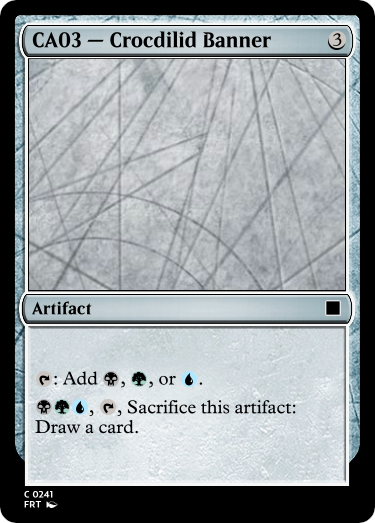 CA03 — Crocdilid Banner 3
Artifact
: Add , , or .
, , Sacrifice this artifact:
Draw a card.
C 0241
FRT